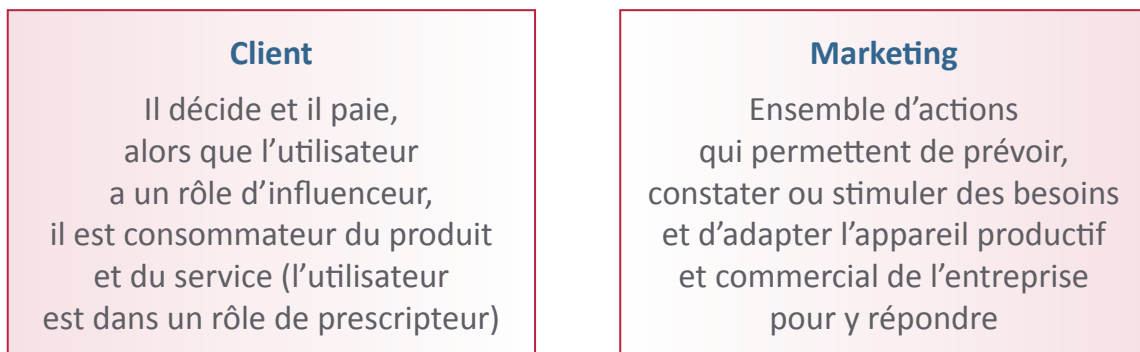 Client
Il décide et il paie,
alors que l’utilisateur
a un rôle d’influenceur,
il est consommateur du produit
et du service (l’utilisateur
est dans un rôle de prescripteur)
Marketing
Ensemble d’actions
qui permettent de prévoir,
constater ou stimuler des besoins
et d’adapter l’appareil productif
et commercial de l’entreprise
pour y répondre